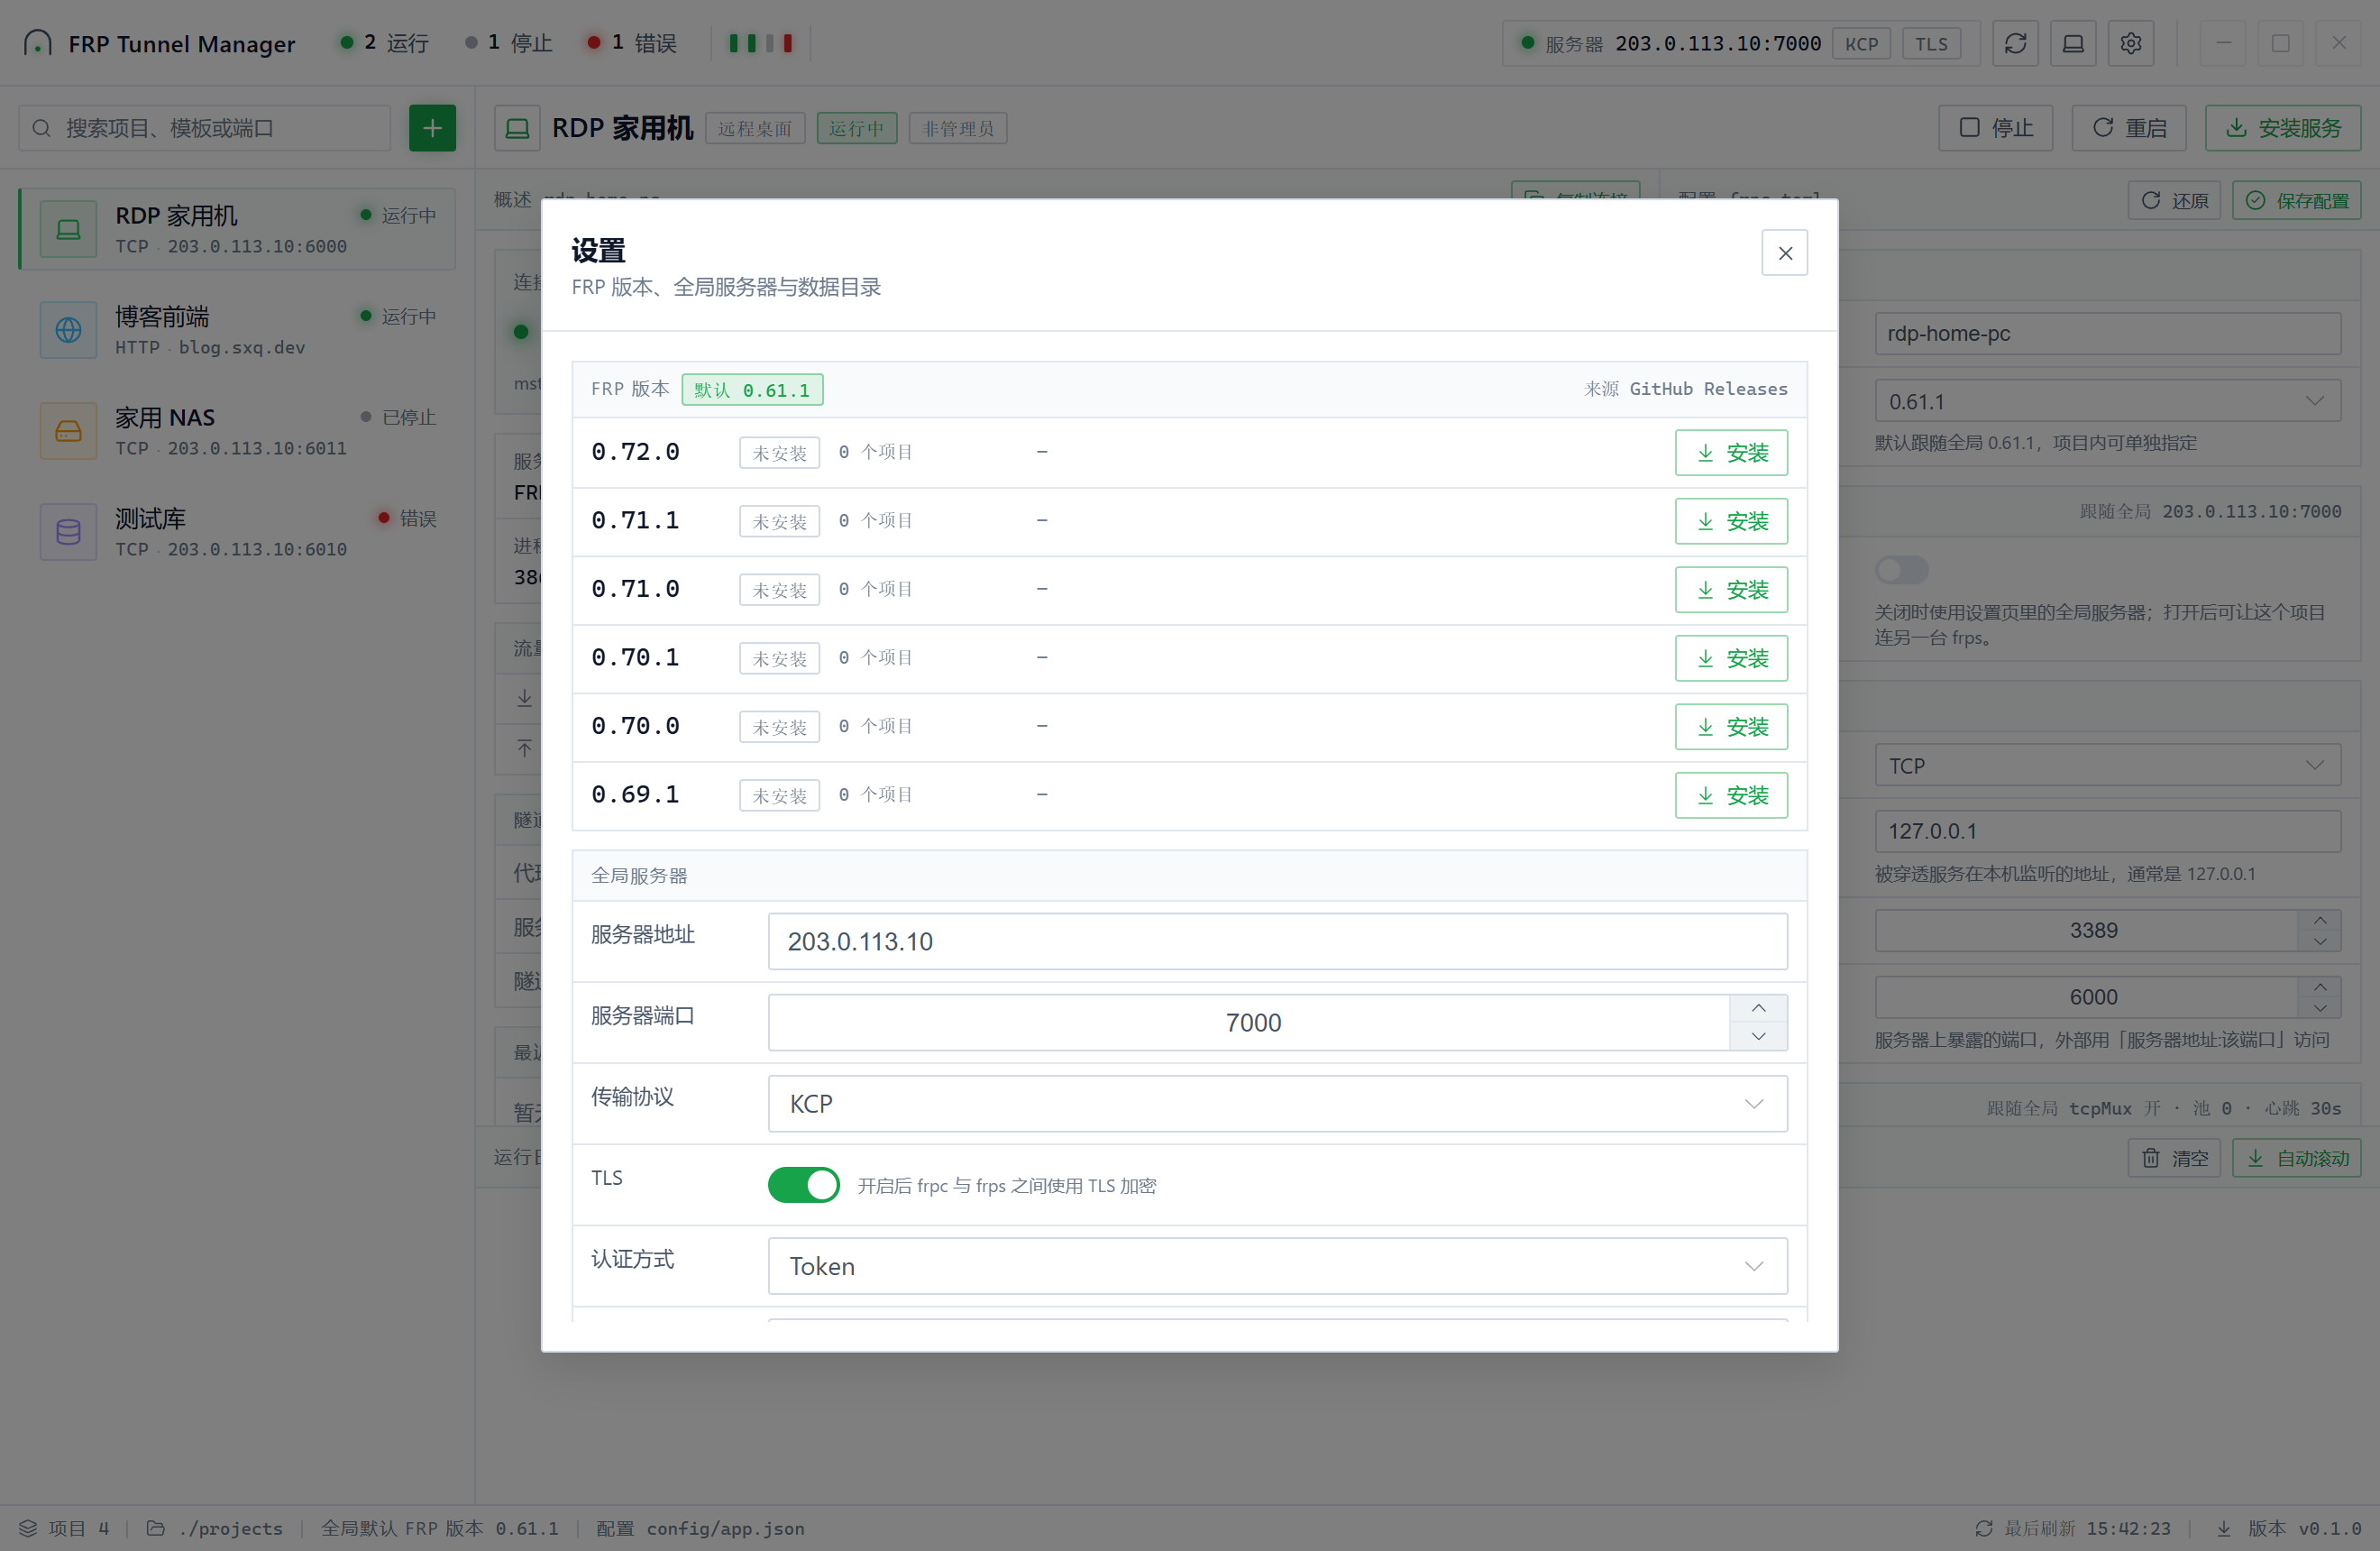 FRP Tunnel Manager
2 运行
1 停止
1 错误
服务器 203.0.113.10:7000 KCP TLS
搜索项目、模板或端口
RDP 家用机 远程桌面 运行中 非管理员
停止
重启
安装服务
RDP 家用机 运行中
TCP · 203.0.113.10:6000
博客前端 运行中
HTTP · blog.sxq.dev
家用 NAS 已停止
TCP · 203.0.113.10:6011
测试库 错误
TCP · 203.0.113.10:6010
概述
还原
保存配置
rdp-home-pc
0.61.1
默认跟随全局 0.61.1，项目内可单独指定
跟随全局 203.0.113.10:7000
关闭时使用设置页里的全局服务器；打开后可让这个项目
连另一台 frps。
TCP
127.0.0.1
被穿透服务在本机监听的地址，通常是 127.0.0.1
3389
6000
服务器上暴露的端口，外部用「服务器地址:该端口」访问
跟随全局 tcpMux 开 · 池 0 · 心跳 30s
清空
自动滚动
设置
FRP 版本、全局服务器与数据目录
FRP 版本 默认 0.61.1
来源 GitHub Releases
0.72.0 未安装 0 个项目 – 安装
0.71.1 未安装 0 个项目 – 安装
0.71.0 未安装 0 个项目 – 安装
0.70.1 未安装 0 个项目 – 安装
0.70.0 未安装 0 个项目 – 安装
0.69.1 未安装 0 个项目 – 安装
全局服务器
服务器地址 203.0.113.10
服务器端口 7000
传输协议 KCP
TLS 开启后 frpc 与 frps 之间使用 TLS 加密
认证方式 Token
项目 4
./projects
全局默认 FRP 版本 0.61.1
配置 config/app.json
最后刷新 15:42:23
版本 v0.1.0